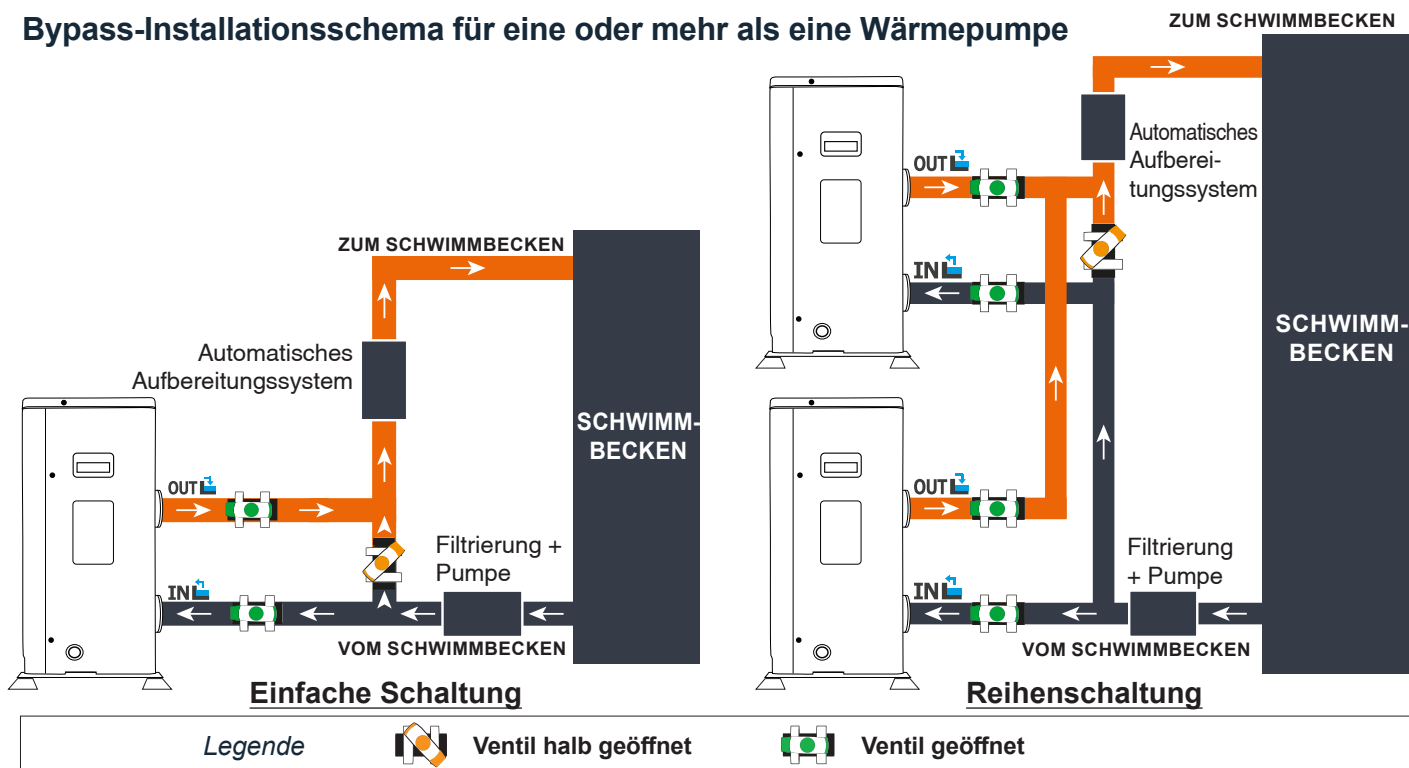 Bypass-Installationsschema für eine oder mehr als eine Wärmepumpe
ZUM SCHWIMMBECKEN
Automatisches
Aufbereitungssystem
SCHWIMM-
BECKEN
OUT
IN
Filtrierung +
Pumpe
VOM SCHWIMMBECKEN
Einfache Schaltung
ZUM SCHWIMMBECKEN
Automatisches
Aufberei-
tungssystem
OUT
IN
SCHWIMM-
BECKEN
OUT
IN
Filtrierung
+ Pumpe
VOM SCHWIMMBECKEN
Reihenschaltung
Legende
Ventil halb geöffnet
Ventil geöffnet